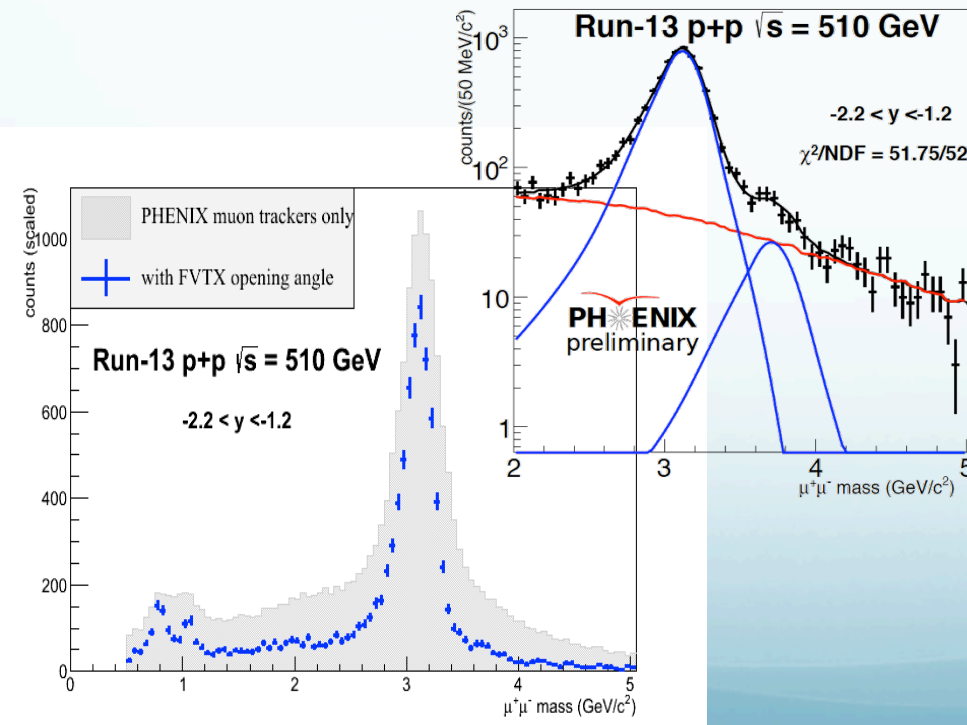 Run-13 p+p √s = 510 GeV
counts/(50 MeV/c²)
10³
10²
10
1
-2.2 < y <-1.2
χ²/NDF = 51.75/52
PHENIX
preliminary
2 3 4 5
μ⁺μ⁻ mass (GeV/c²)
counts (scaled)
1000
800
600
400
200
0
PHENIX muon trackers only
with FVTX opening angle
Run-13 p+p √s = 510 GeV
-2.2 < y <-1.2
0 1 2 3 4 5
μ⁺μ⁻ mass (GeV/c²)